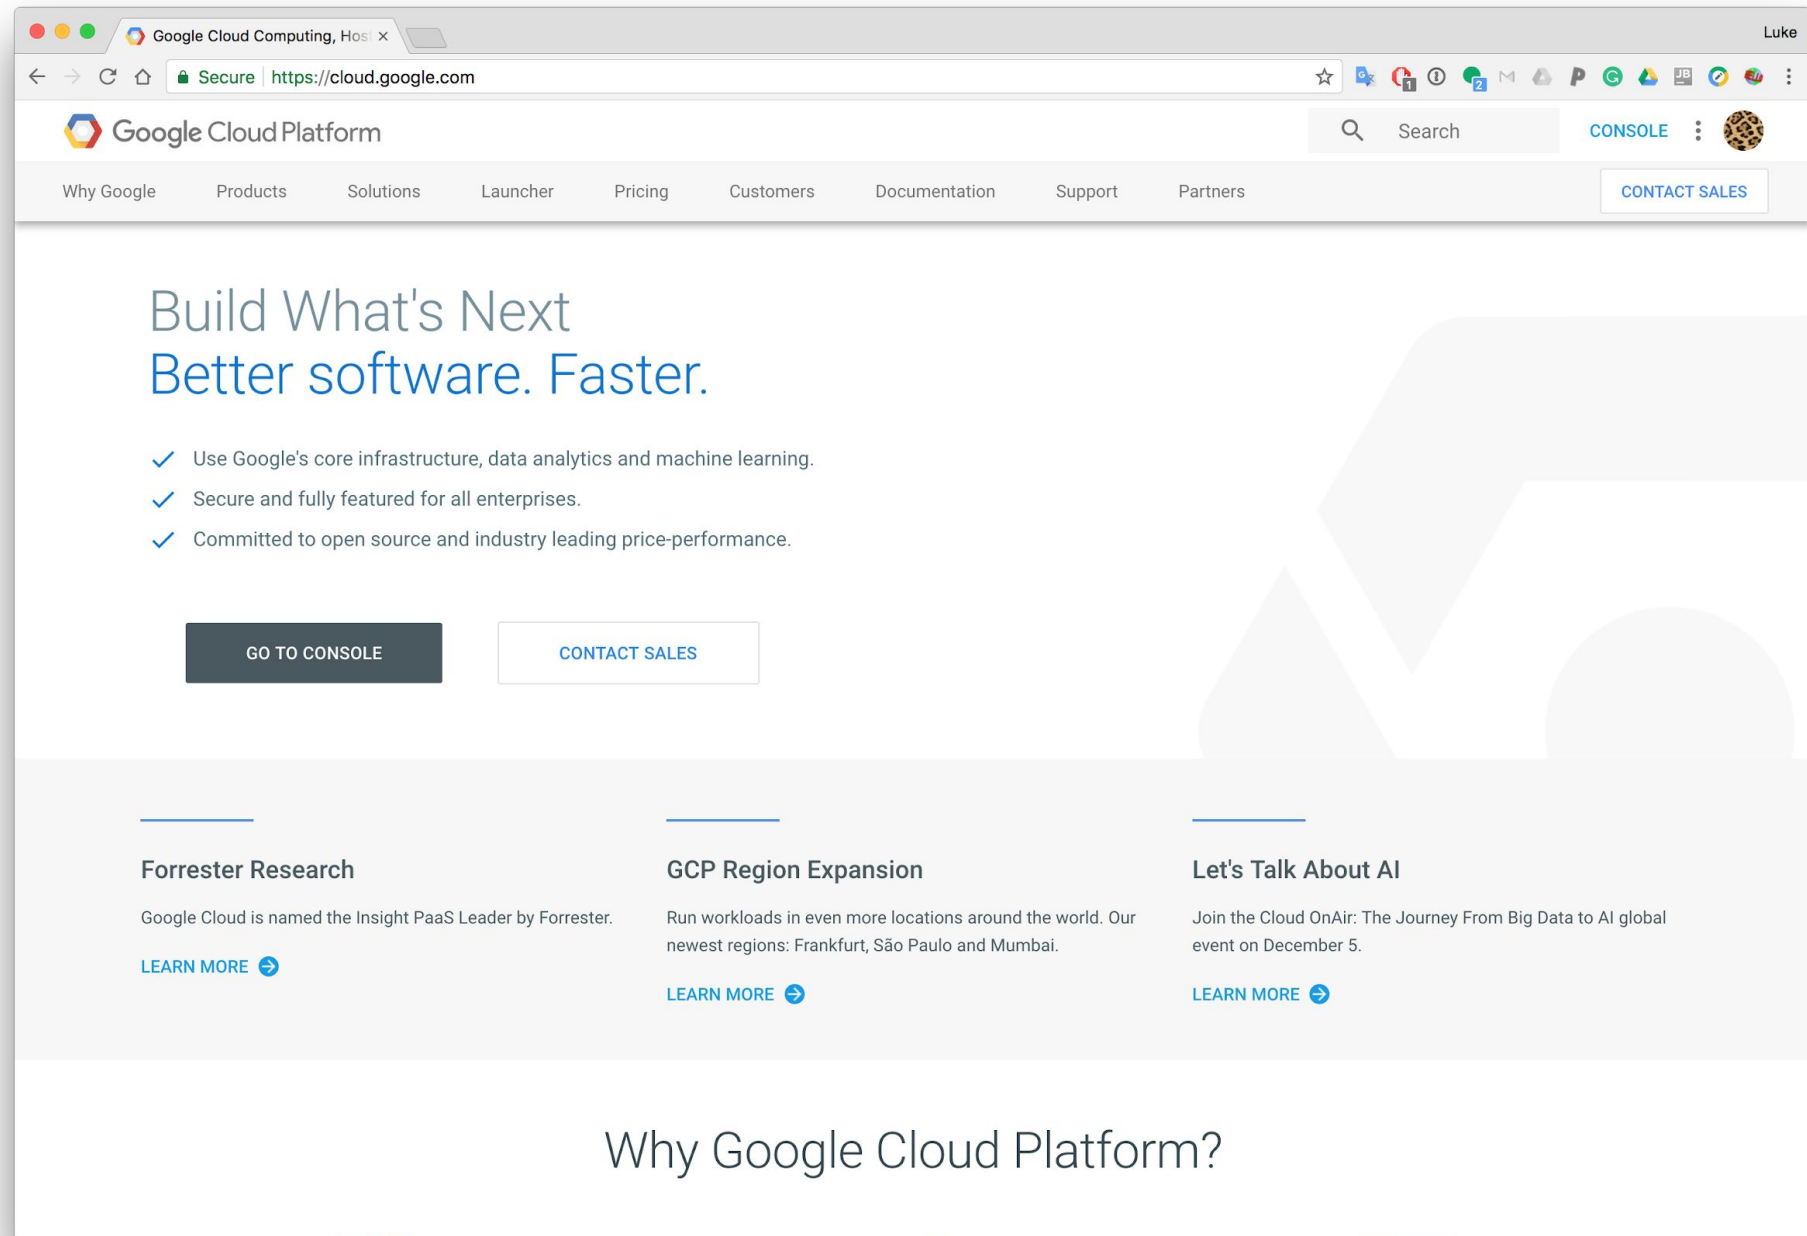 Google Cloud Computing, Hos
Luke
Secure https://cloud.google.com
1
2
JB
Google Cloud Platform
Search
CONSOLE
Why Google Products Solutions Launcher Pricing Customers Documentation Support Partners
CONTACT SALES
Build What's Next
Better software. Faster.
Use Google's core infrastructure, data analytics and machine learning.
Secure and fully featured for all enterprises.
Committed to open source and industry leading price-performance.
GO TO CONSOLE
CONTACT SALES
Forrester Research
Google Cloud is named the Insight PaaS Leader by Forrester.
LEARN MORE
GCP Region Expansion
Run workloads in even more locations around the world. Our
newest regions: Frankfurt, São Paulo and Mumbai.
LEARN MORE
Let's Talk About AI
Join the Cloud OnAir: The Journey From Big Data to AI global
event on December 5.
LEARN MORE
Why Google Cloud Platform?